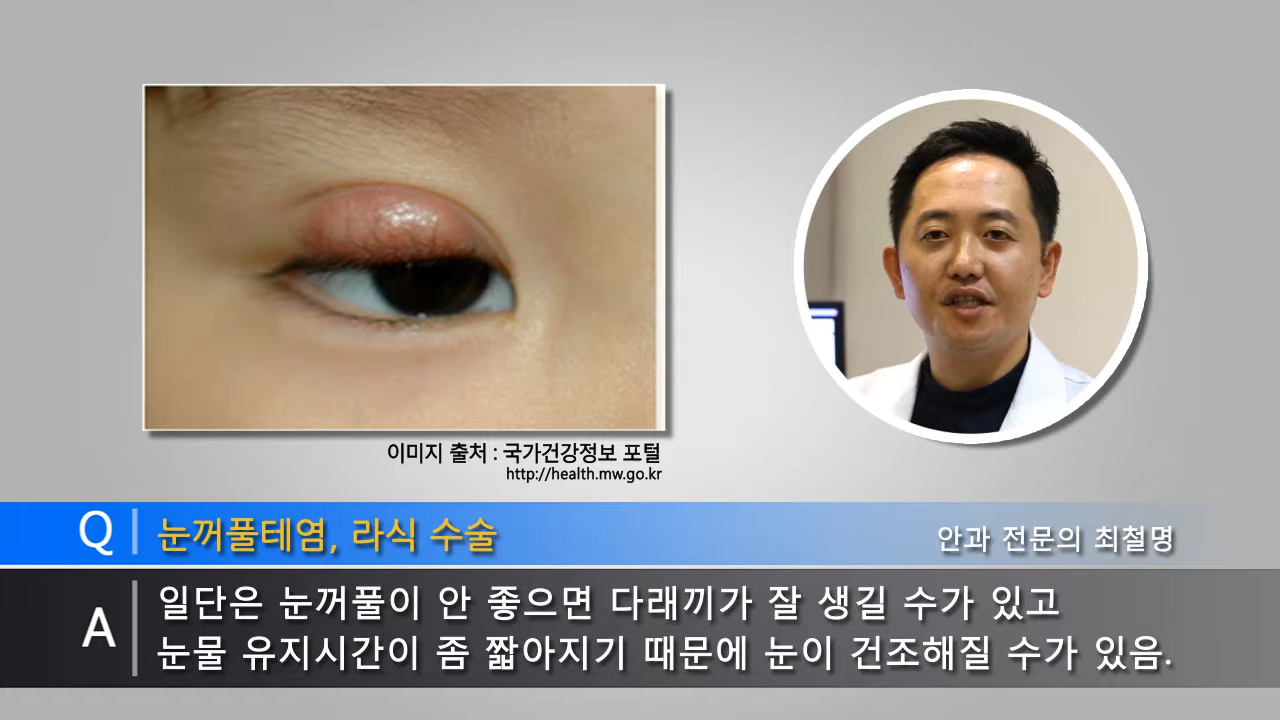 이미지 출처 : 국가건강정보 포털
http://health.mw.go.kr
Q 눈꺼풀테염, 라식 수술
안과 전문의 최철명
A 일단은 눈꺼풀이 안 좋으면 다래끼가 잘 생길 수가 있고
눈물 유지시간이 좀 짧아지기 때문에 눈이 건조해질 수가 있음.